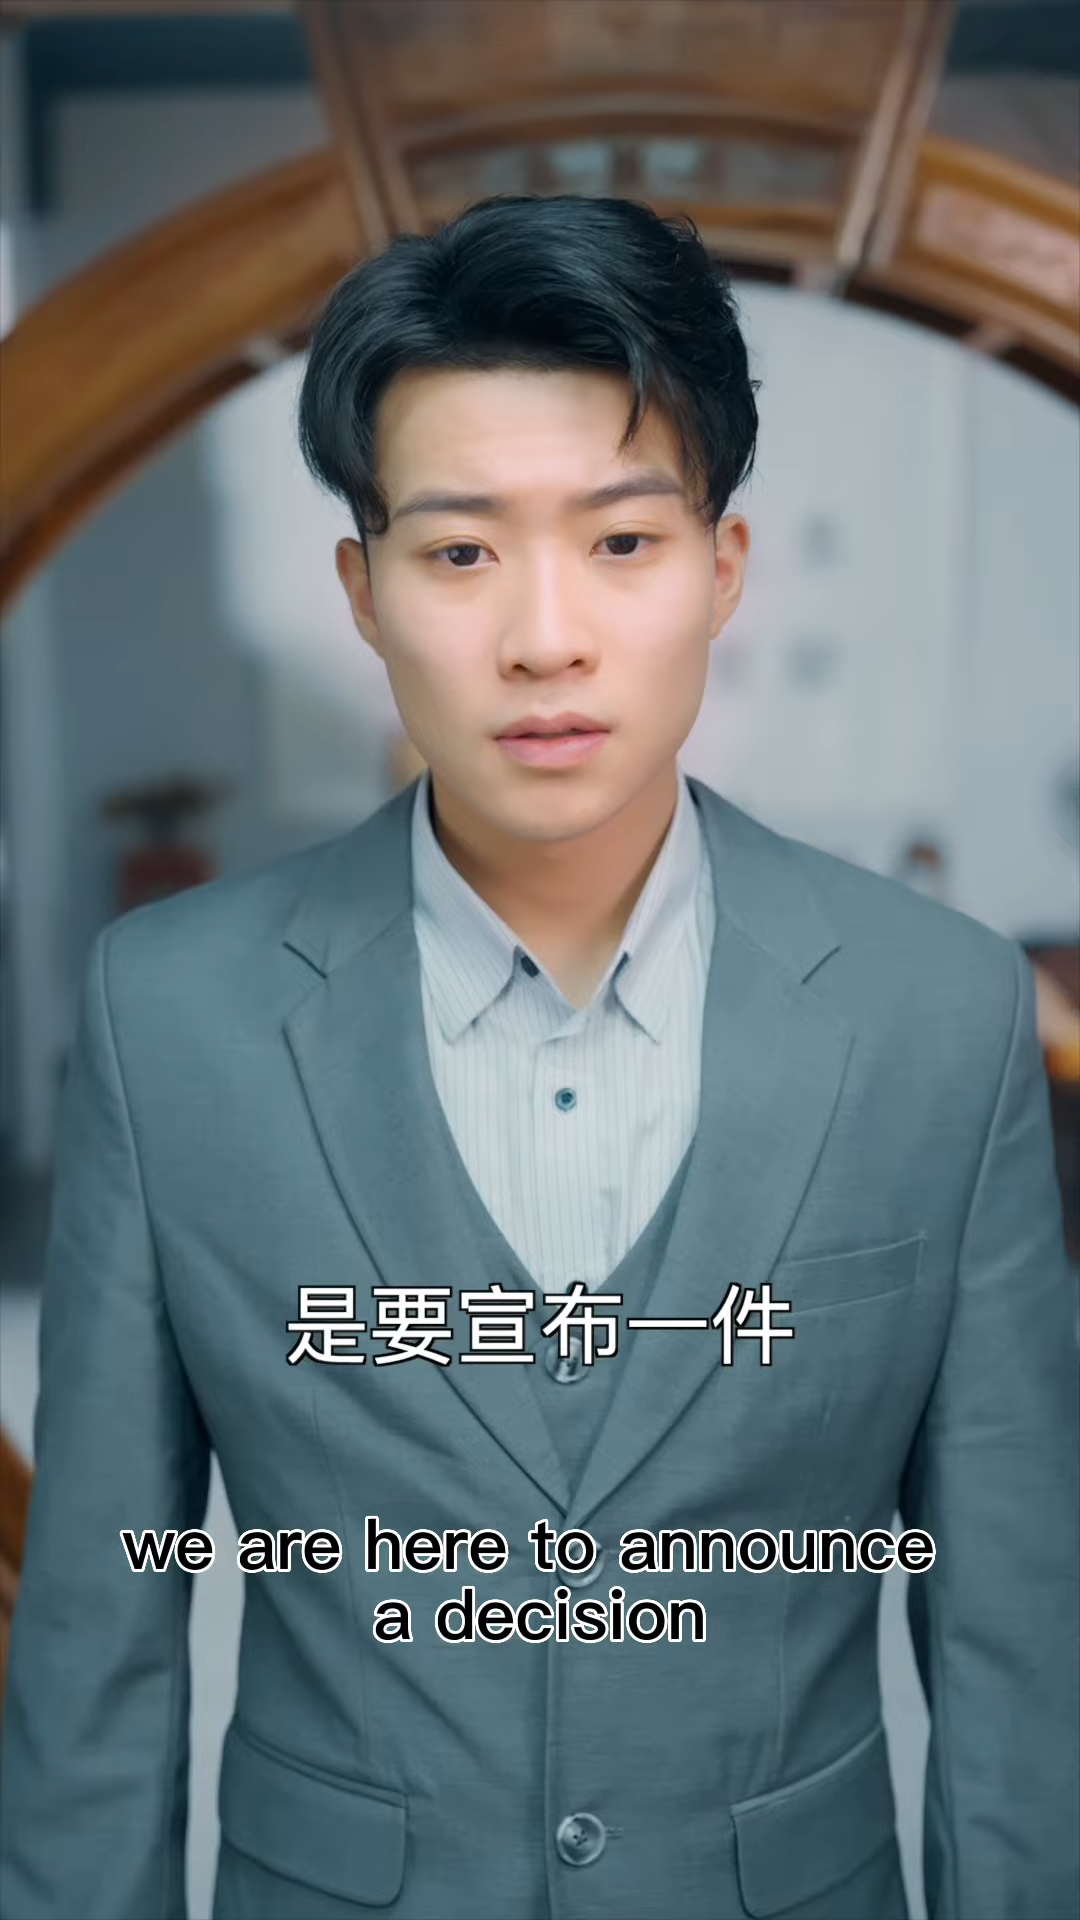 是要宣布一件
we are here to announce
a decision